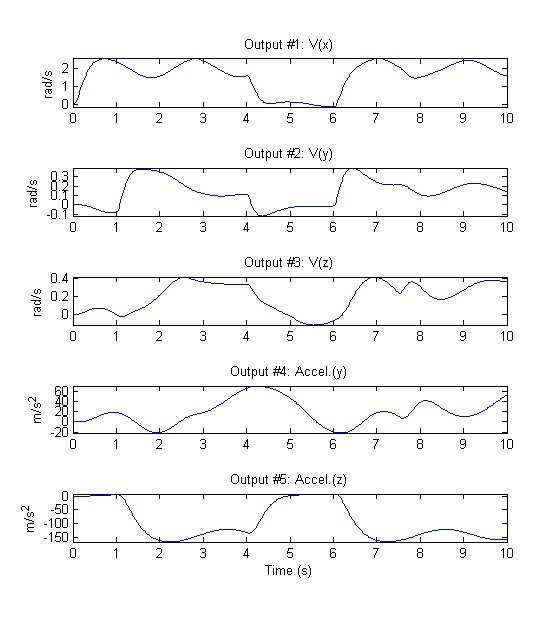 Output #1: V(x)
rad/s
2
1
0
0 1 2 3 4 5 6 7 8 9 10
Output #2: V(y)
rad/s
0.3
0.2
0.1
0
-0.1
0 1 2 3 4 5 6 7 8 9 10
Output #3: V(z)
rad/s
0.4
0.2
0
0 1 2 3 4 5 6 7 8 9 10
Output #4: Accel.(y)
m/s²
60
40
20
0
-20
0 1 2 3 4 5 6 7 8 9 10
Output #5: Accel.(z)
m/s²
0
-50
-100
-150
0 1 2 3 4 5 6 7 8 9 10
Time (s)